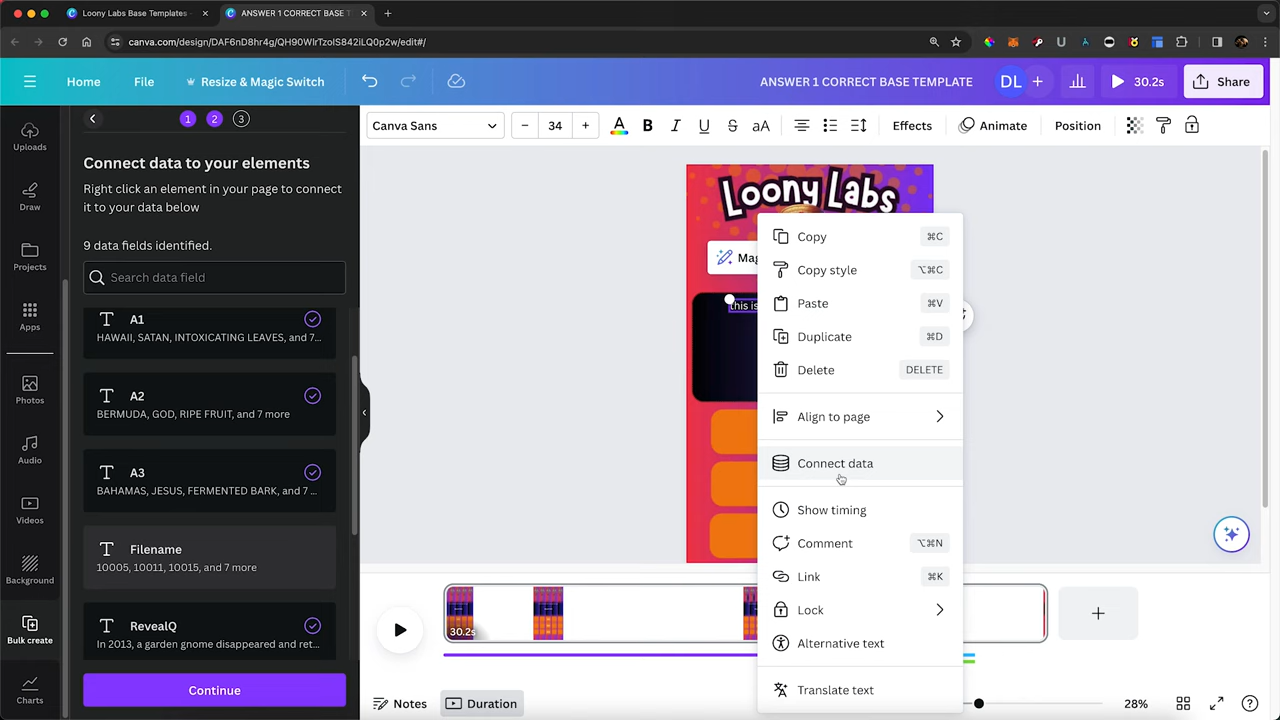 Loony Labs Base Templates -
ANSWER 1 CORRECT BASE T
canva.com/design/DAF6nD8hr4g/QH90WIrTzolS842iLQ0p2w/edit#/
Home
File
Resize & Magic Switch
ANSWER 1 CORRECT BASE TEMPLATE
DL
30.2s
Share
Canva Sans
34
A
B
I
U
S
aA
Effects
Animate
Position
Uploads
Draw
Projects
Apps
Photos
Audio
Videos
Background
Bulk create
Charts
1
2
3
Connect data to your elements
Right click an element in your page to connect
it to your data below
9 data fields identified.
Search data field
A1
HAWAII, SATAN, INTOXICATING LEAVES, and 7...
A2
BERMUDA, GOD, RIPE FRUIT, and 7 more
A3
BAHAMAS, JESUS, FERMENTED BARK, and 7 ...
Filename
10005, 10011, 10015, and 7 more
RevealQ
In 2013, a garden gnome disappeared and ret...
Continue
Loony Labs
Mag
this is
Copy
⌘C
Copy style
⌥⌘C
Paste
⌘V
Duplicate
⌘D
Delete
DELETE
Align to page
Connect data
Show timing
Comment
⌥⌘N
Link
⌘K
Lock
Alternative text
Translate text
30.2s
Notes
Duration
28%